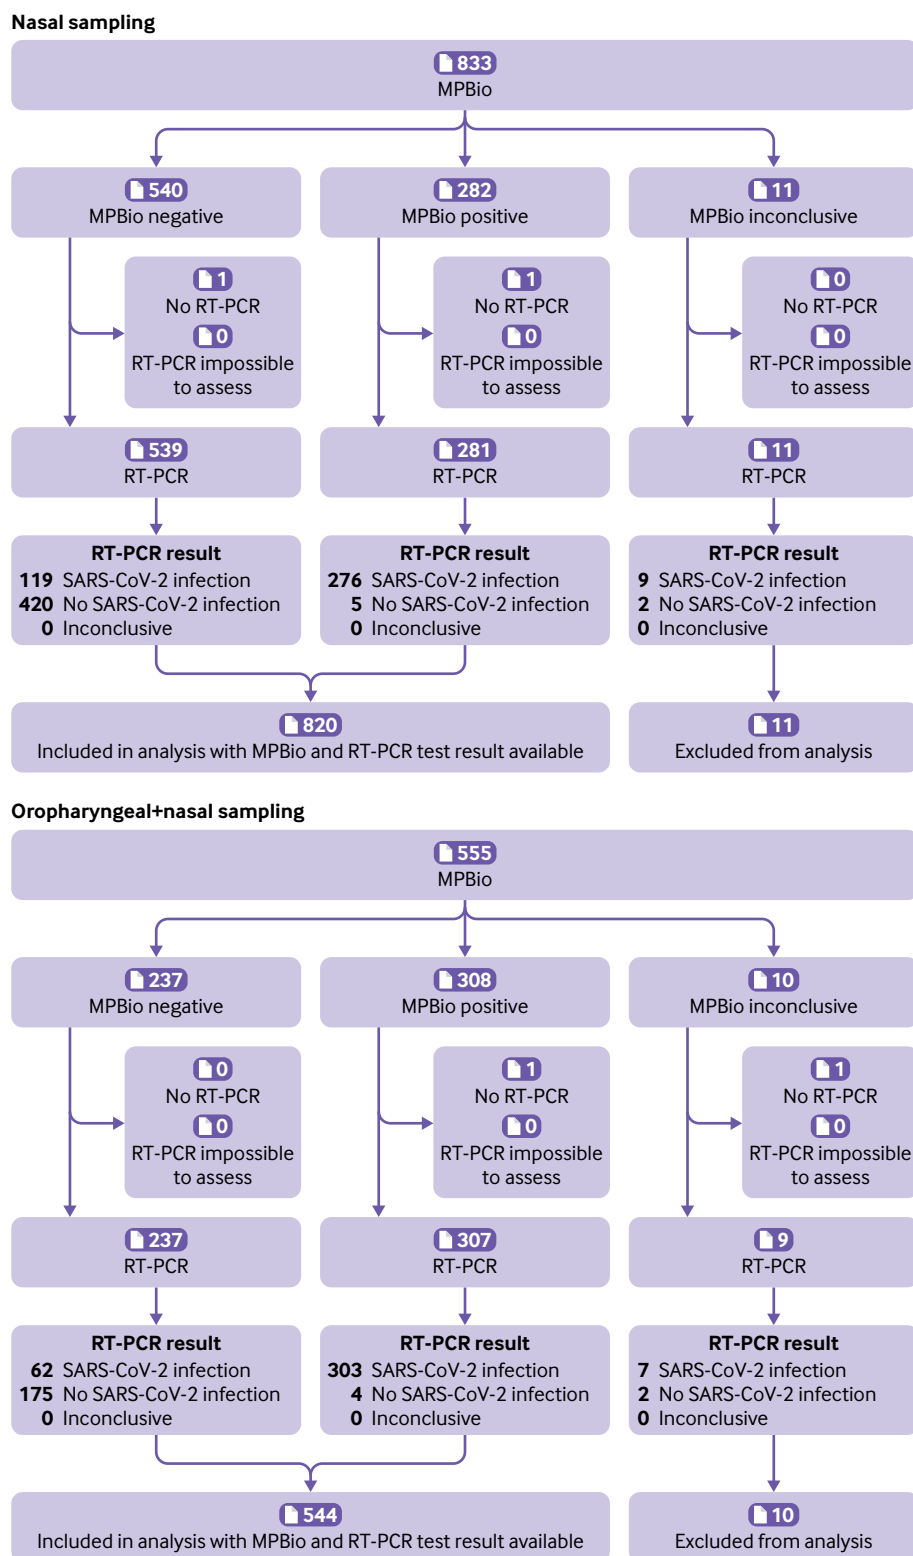 Nasal sampling
833
MPBio
540
MPBio negative
282
MPBio positive
11
MPBio inconclusive
1
No RT-PCR
0
RT-PCR impossible
to assess
1
No RT-PCR
0
RT-PCR impossible
to assess
0
No RT-PCR
0
RT-PCR impossible
to assess
539
RT-PCR
281
RT-PCR
11
RT-PCR
RT-PCR result
119 SARS-CoV-2 infection
420 No SARS-CoV-2 infection
0 Inconclusive
RT-PCR result
276 SARS-CoV-2 infection
5 No SARS-CoV-2 infection
0 Inconclusive
RT-PCR result
9 SARS-CoV-2 infection
2 No SARS-CoV-2 infection
0 Inconclusive
820
Included in analysis with MPBio and RT-PCR test result available
11
Excluded from analysis
Oropharyngeal+nasal sampling
555
MPBio
237
MPBio negative
308
MPBio positive
10
MPBio inconclusive
0
No RT-PCR
0
RT-PCR impossible
to assess
1
No RT-PCR
0
RT-PCR impossible
to assess
1
No RT-PCR
0
RT-PCR impossible
to assess
237
RT-PCR
307
RT-PCR
9
RT-PCR
RT-PCR result
62 SARS-CoV-2 infection
175 No SARS-CoV-2 infection
0 Inconclusive
RT-PCR result
303 SARS-CoV-2 infection
4 No SARS-CoV-2 infection
0 Inconclusive
RT-PCR result
7 SARS-CoV-2 infection
2 No SARS-CoV-2 infection
0 Inconclusive
544
Included in analysis with MPBio and RT-PCR test result available
10
Excluded from analysis